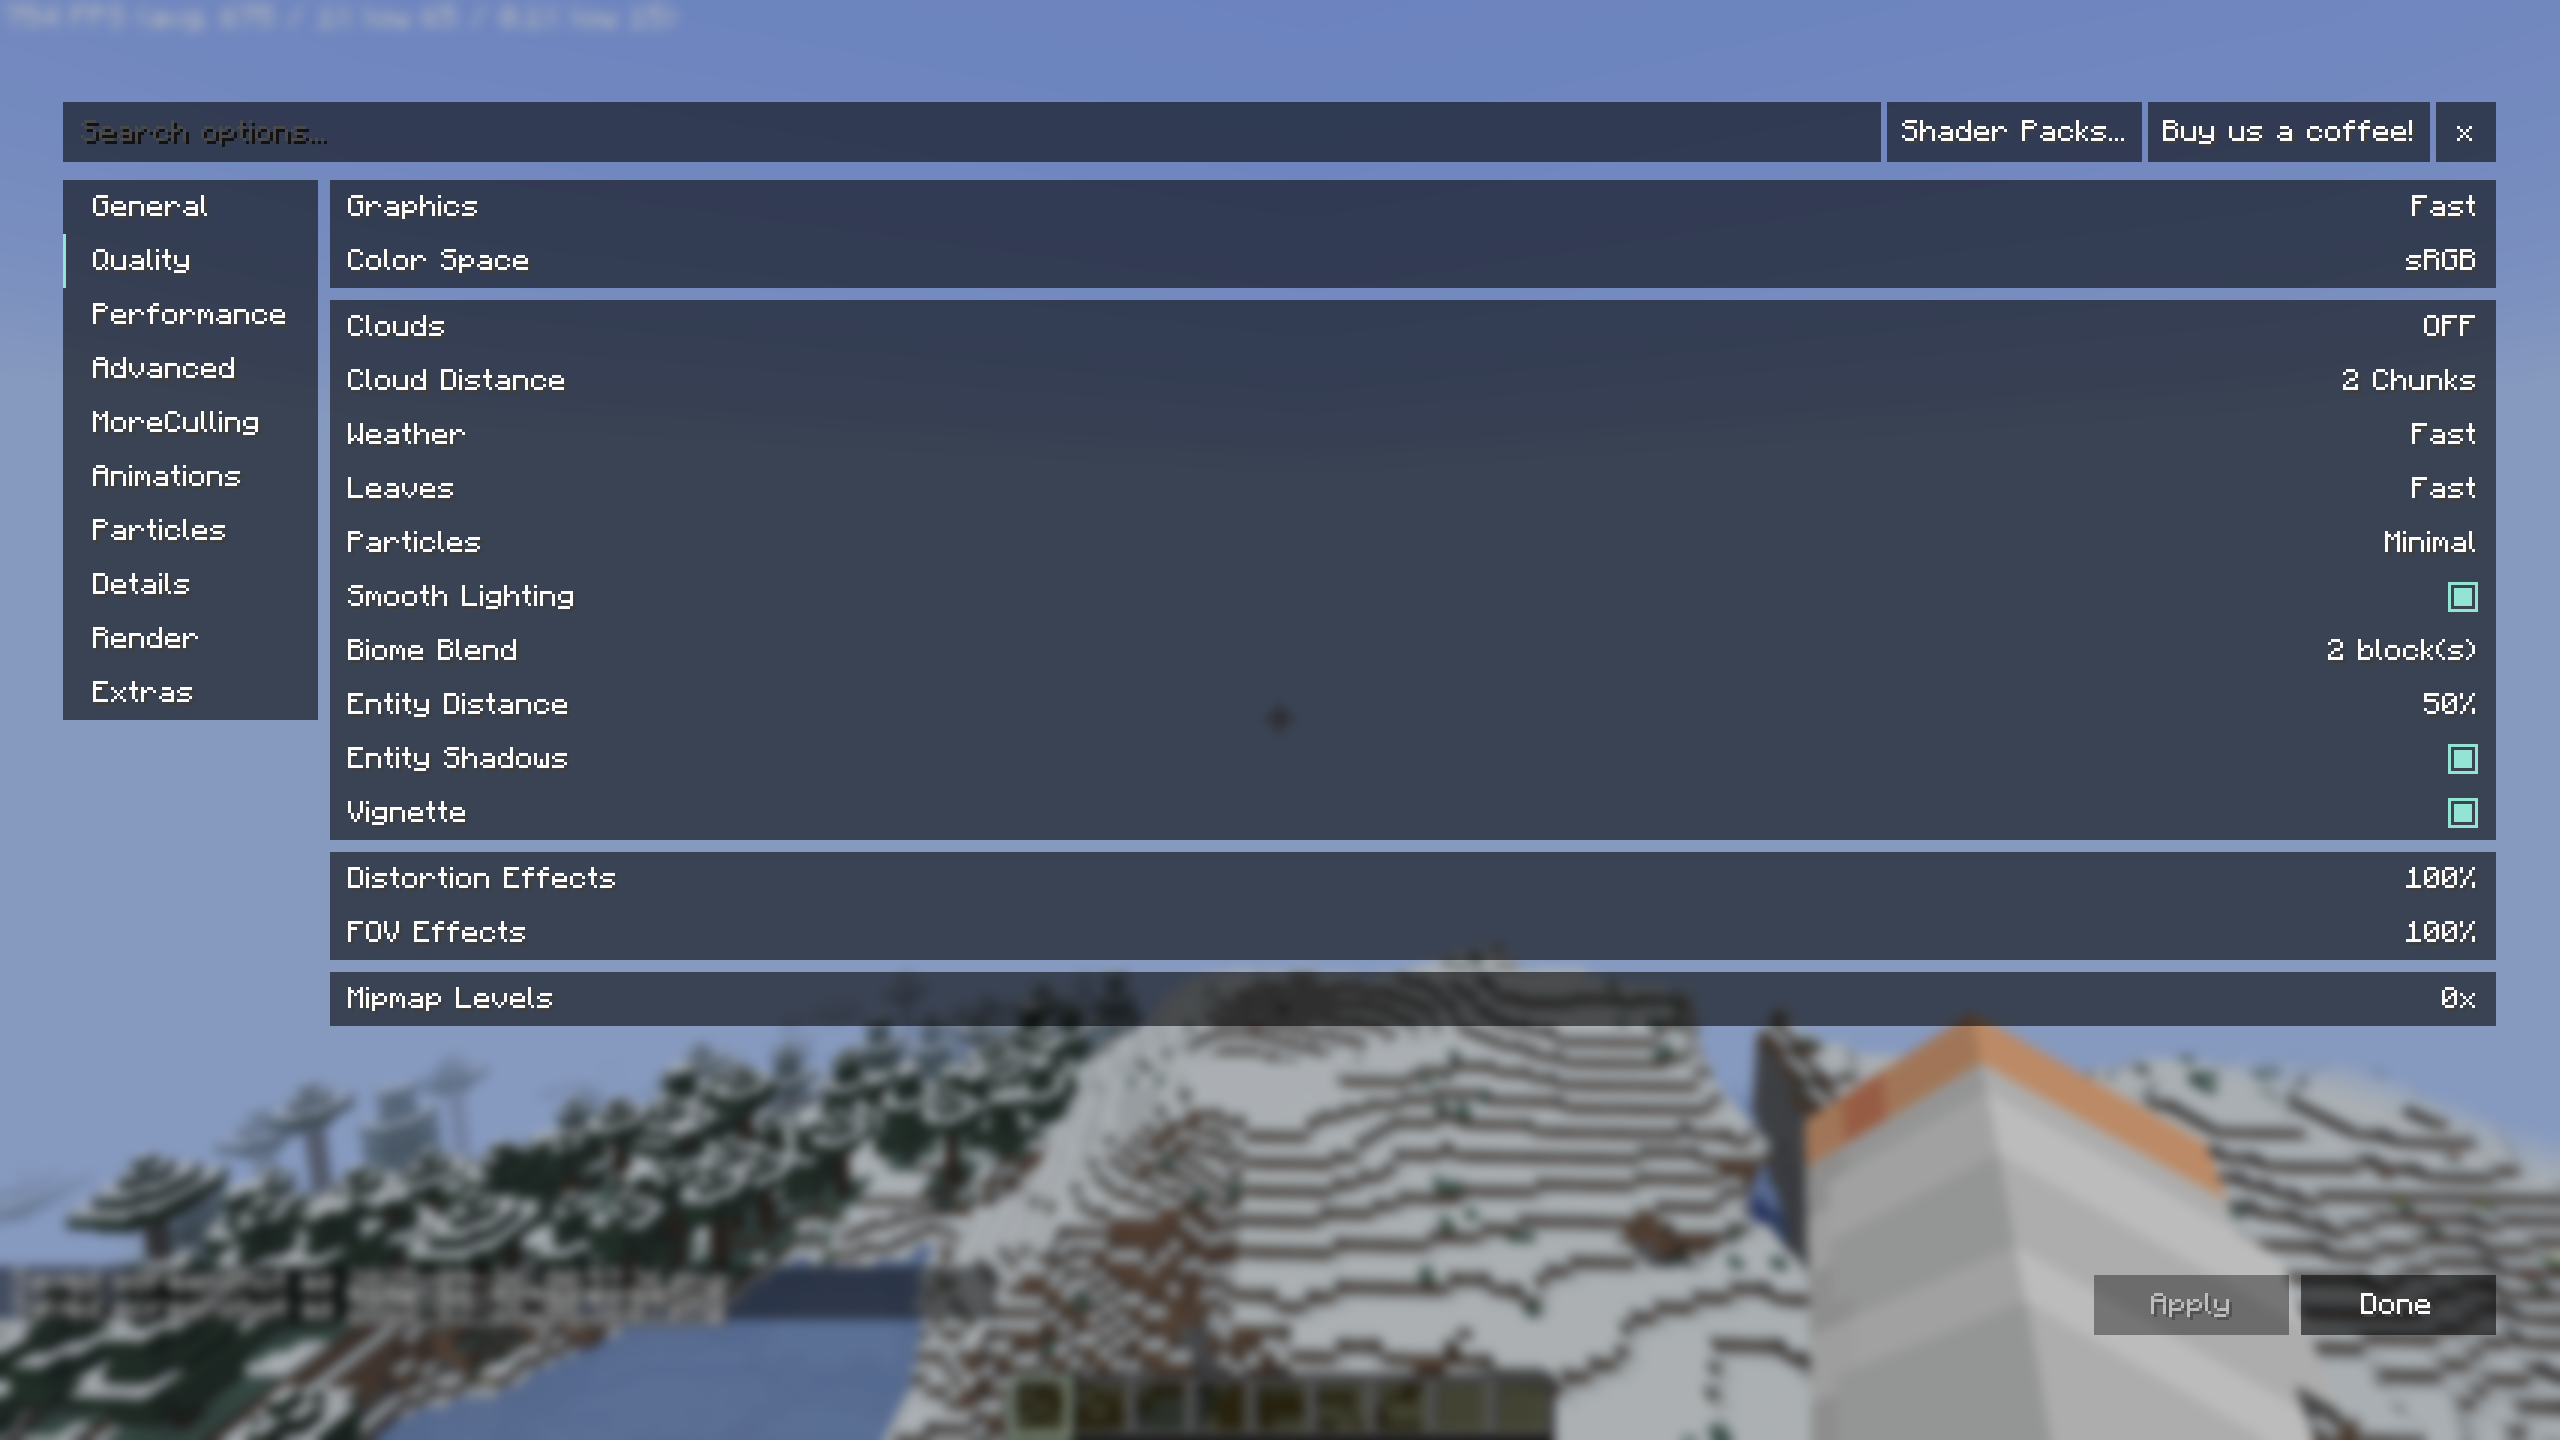 Search options...
Shader Packs...
Buy us a coffee!
x
General
Quality
Performance
Advanced
MoreCulling
Animations
Particles
Details
Render
Extras
Graphics Fast
Color Space sRGB
Clouds OFF
Cloud Distance 2 Chunks
Weather Fast
Leaves Fast
Particles Minimal
Smooth Lighting
Biome Blend 2 block(s)
Entity Distance 50%
Entity Shadows
Vignette
Distortion Effects 100%
FOV Effects 100%
Mipmap Levels 0x
Apply
Done